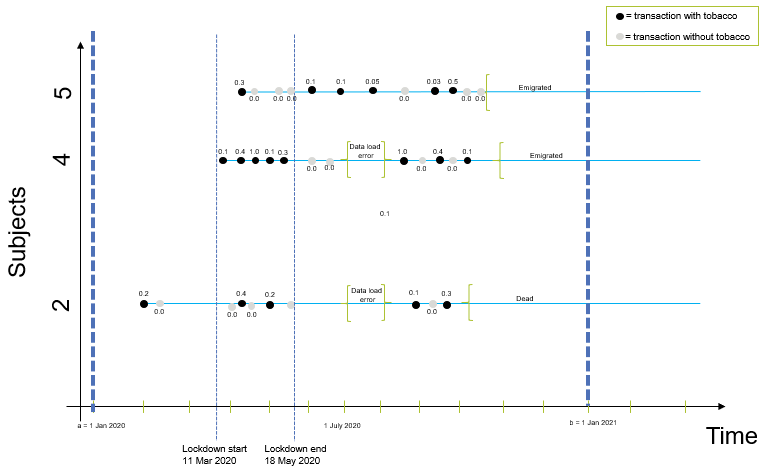 = transaction with tobacco
= transaction without tobacco
5
0.3
0.1
0.1
0.05
0.03
0.5
Emigrated
0.0
0.0
0.0
0.0
0.0
0.0
4
0.1
0.4
1.0
0.1
0.3
Data load
error
1.0
0.4
0.1
Emigrated
0.0
0.0
0.0
0.0
Subjects
0.1
2
0.2
0.4
0.2
Data load
error
0.1
0.3
Dead
0.0
0.0
0.0
0.0
a = 1 Jan 2020
1 July 2020
b = 1 Jan 2021
Time
Lockdown start
11 Mar 2020
Lockdown end
18 May 2020